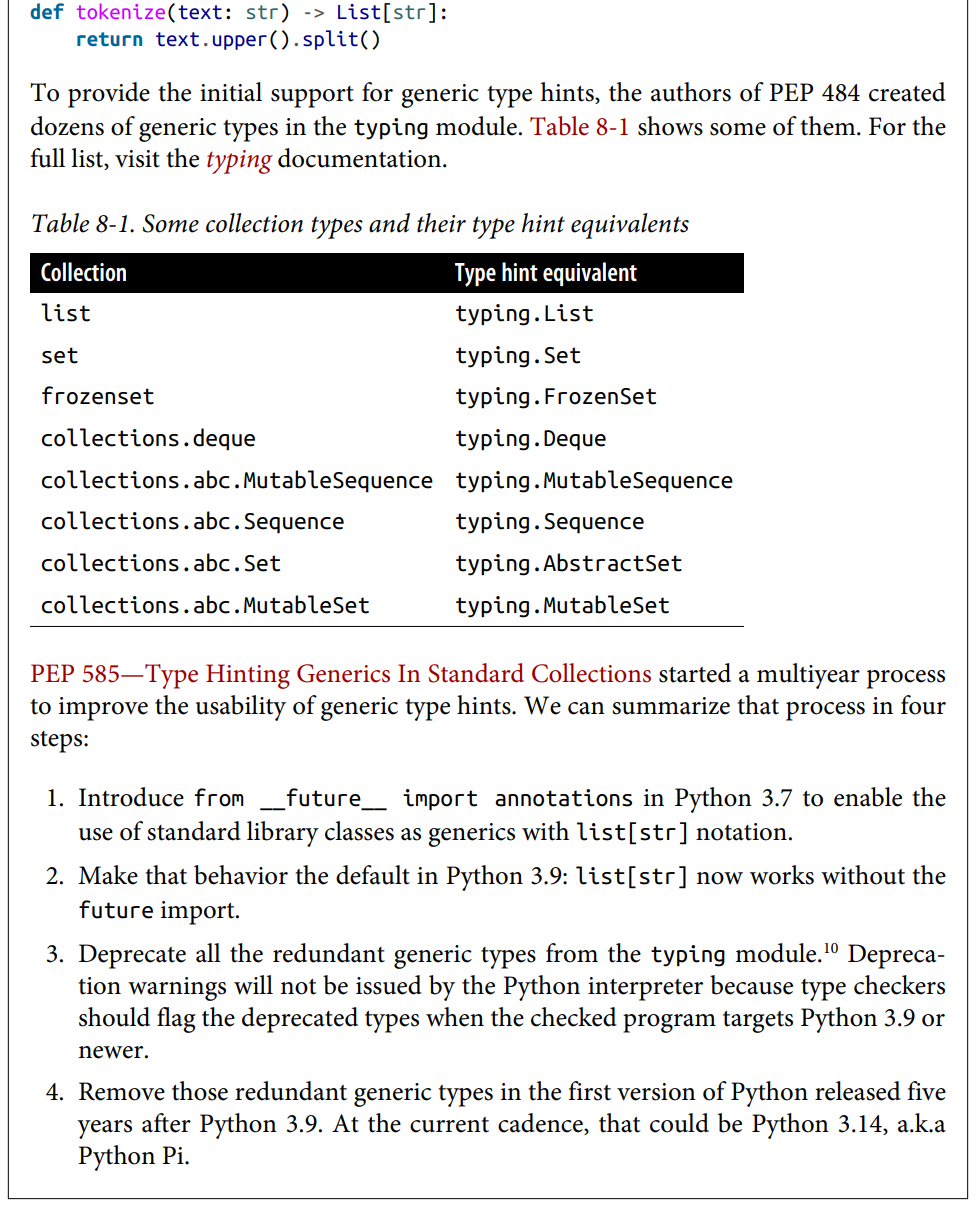 def tokenize(text: str) -> List[str]:
    return text.upper().split()
To provide the initial support for generic type hints, the authors of PEP 484 created
dozens of generic types in the typing module. Table 8-1 shows some of them. For the
full list, visit the typing documentation.
Table 8-1. Some collection types and their type hint equivalents
Collection Type hint equivalent
list typing.List
set typing.Set
frozenset typing.FrozenSet
collections.deque typing.Deque
collections.abc.MutableSequence typing.MutableSequence
collections.abc.Sequence typing.Sequence
collections.abc.Set typing.AbstractSet
collections.abc.MutableSet typing.MutableSet
PEP 585—Type Hinting Generics In Standard Collections started a multiyear process
to improve the usability of generic type hints. We can summarize that process in four
steps:
1. Introduce from __future__ import annotations in Python 3.7 to enable the
use of standard library classes as generics with list[str] notation.
2. Make that behavior the default in Python 3.9: list[str] now works without the
future import.
3. Deprecate all the redundant generic types from the typing module.10 Depreca-
tion warnings will not be issued by the Python interpreter because type checkers
should flag the deprecated types when the checked program targets Python 3.9 or
newer.
4. Remove those redundant generic types in the first version of Python released five
years after Python 3.9. At the current cadence, that could be Python 3.14, a.k.a
Python Pi.